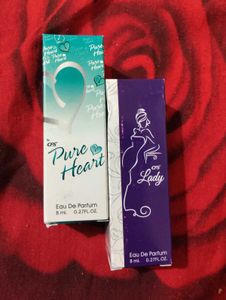 Pure
Heart
CFS
Pure
Heart
Eau De Parfum
8 ml. 0.27FL.OZ.
CFS
Lady
Eau De Parfum
8 ml. 0.27FL.OZ.